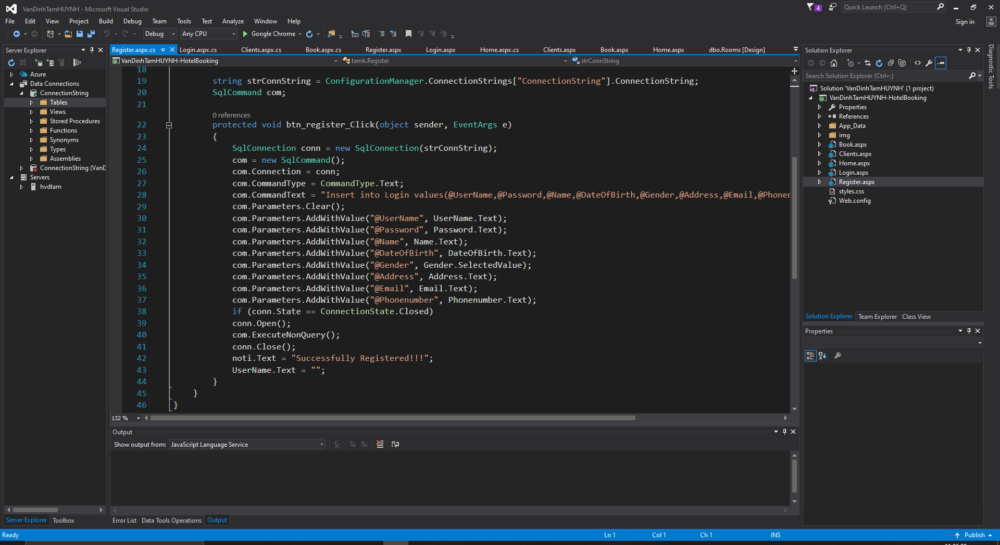 VanDinhTamHUYNH - Microsoft Visual Studio
4
Quick Launch (Ctrl+Q)
File Edit View Project Build Debug Team Tools Test Analyze Window Help
Sign in
Debug Any CPU Google Chrome
Server Explorer
Azure
Data Connections
ConnectionString
Tables
Views
Stored Procedures
Functions
Synonyms
Types
Assemblies
ConnectionString (VanD
Servers
hvdtam
Server Explorer Toolbox
Register.aspx.cs Login.aspx.cs Clients.aspx.cs Book.aspx.cs Register.aspx Login.aspx Home.aspx.cs Clients.aspx Book.aspx Home.aspx dbo.Rooms [Design]
VanDinhTamHUYNH-HotelBooking tamk.Register strConnString
18
19 string strConnString = ConfigurationManager.ConnectionStrings["ConnectionString"].ConnectionString;
20 SqlCommand com;
21
0 references
22 protected void btn_register_Click(object sender, EventArgs e)
23 {
24 SqlConnection conn = new SqlConnection(strConnString);
25 com = new SqlCommand();
26 com.Connection = conn;
27 com.CommandType = CommandType.Text;
28 com.CommandText = "Insert into Login values(@UserName,@Password,@Name,@DateOfBirth,@Gender,@Address,@Email,@Phonen
29 com.Parameters.Clear();
30 com.Parameters.AddWithValue("@UserName", UserName.Text);
31 com.Parameters.AddWithValue("@Password", Password.Text);
32 com.Parameters.AddWithValue("@Name", Name.Text);
33 com.Parameters.AddWithValue("@DateOfBirth", DateOfBirth.Text);
34 com.Parameters.AddWithValue("@Gender", Gender.SelectedValue);
35 com.Parameters.AddWithValue("@Address", Address.Text);
36 com.Parameters.AddWithValue("@Email", Email.Text);
37 com.Parameters.AddWithValue("@Phonenumber", Phonenumber.Text);
38 if (conn.State == ConnectionState.Closed)
39 conn.Open();
40 com.ExecuteNonQuery();
41 conn.Close();
42 noti.Text = "Successfully Registered!!!";
43 UserName.Text = "";
44 }
45 }
46 }
132 %
Output
Show output from: JavaScript Language Service
Error List Data Tools Operations Output
Solution Explorer
Search Solution Explorer (Ctrl+;)
Solution 'VanDinhTamHUYNH' (1 project)
VanDinhTamHUYNH-HotelBooking
Properties
References
App_Data
img
Book.aspx
Clients.aspx
Home.aspx
Login.aspx
Register.aspx
styles.css
Web.config
Solution Explorer Team Explorer Class View
Properties
Diagnostic Tools
Ready Ln 1 Col 1 Ch 1 INS Publish